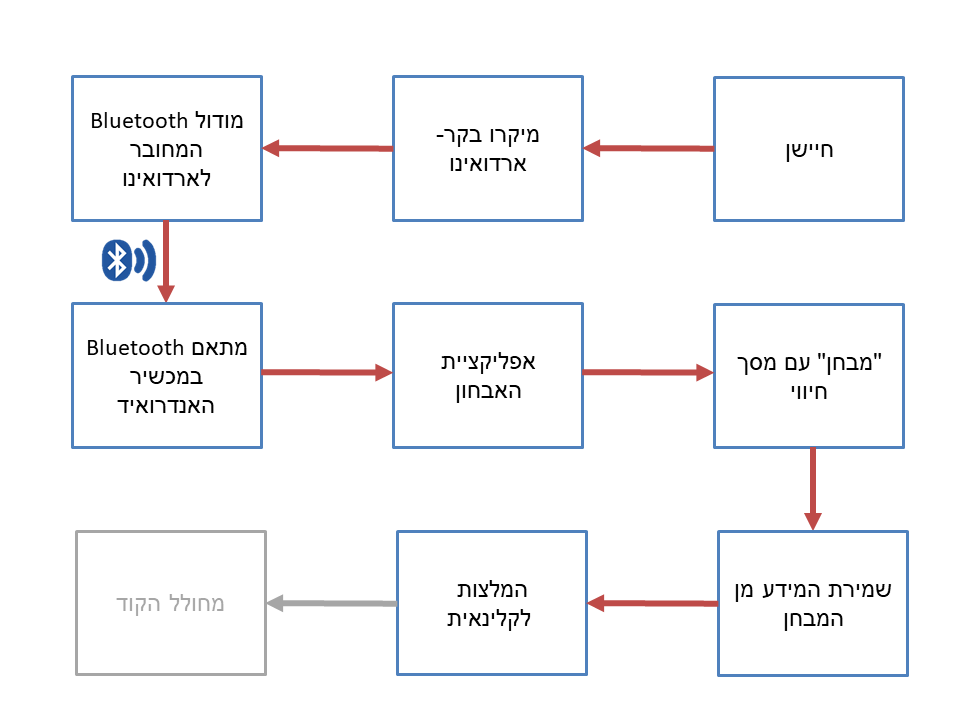 חיישן
מיקרו בקר-
ארדואינו
מודול Bluetooth
המחובר
לארדואינו
מתאם Bluetooth
במכשיר
האנדרואיד
אפליקציית
האבחון
"מבחן" עם מסך
חיווי
שמירת המידע מן
המבחן
המלצות
לקלינאית
מחולל הקוד